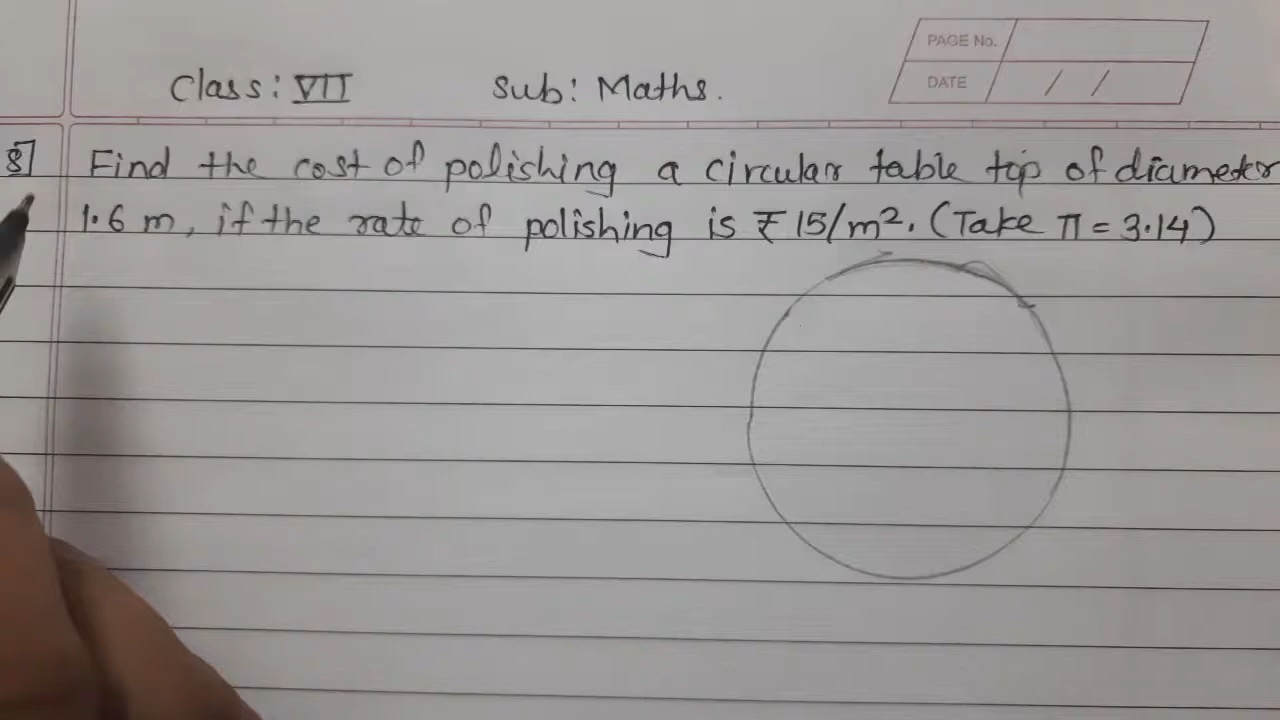 PAGE No.
DATE / /
Class: VII Sub: Maths.
8] Find the cost of polishing a circular table top of diameter
1.6 m, if the rate of polishing is ₹ 15/m². (Take π = 3.14)